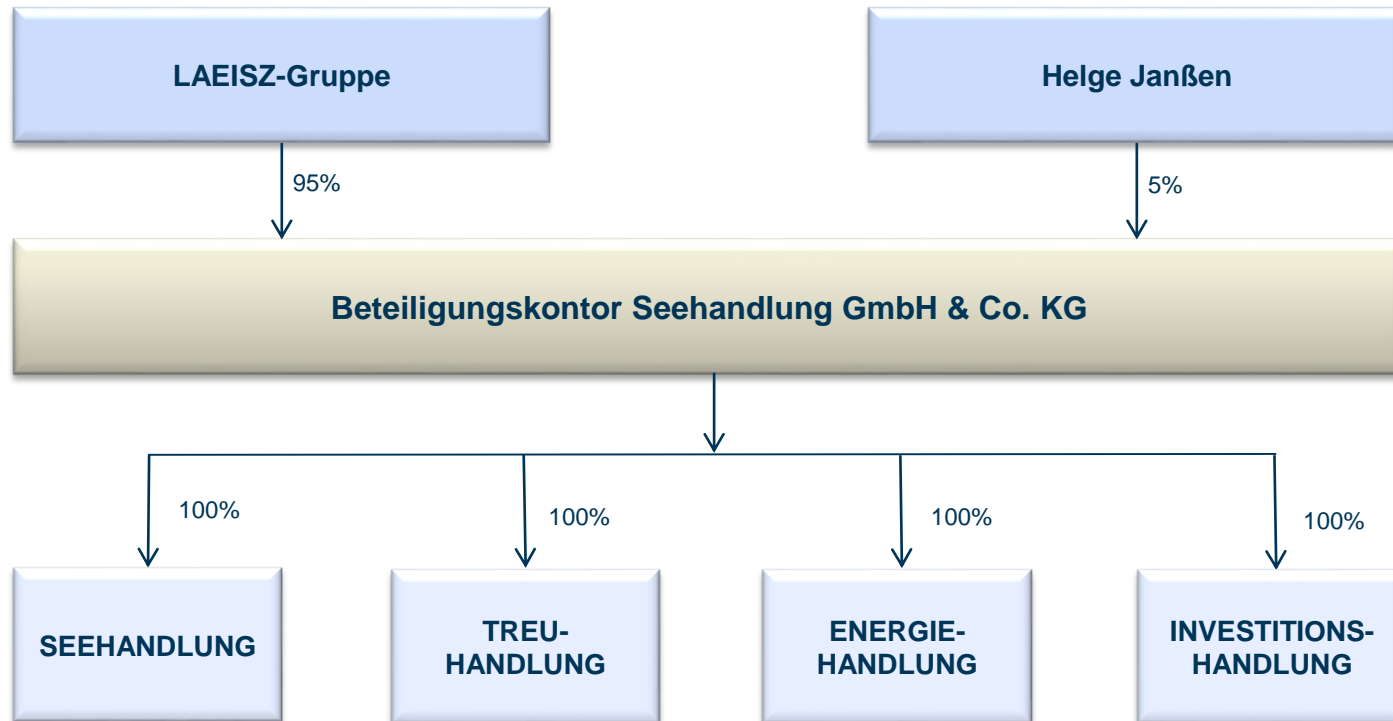 LAEISZ-Gruppe
Helge Janßen
95%
5%
Beteiligungskontor Seehandlung GmbH & Co. KG
100%
100%
100%
100%
SEEHANDLUNG
TREU-
HANDLUNG
ENERGIE-
HANDLUNG
INVESTITIONS-
HANDLUNG